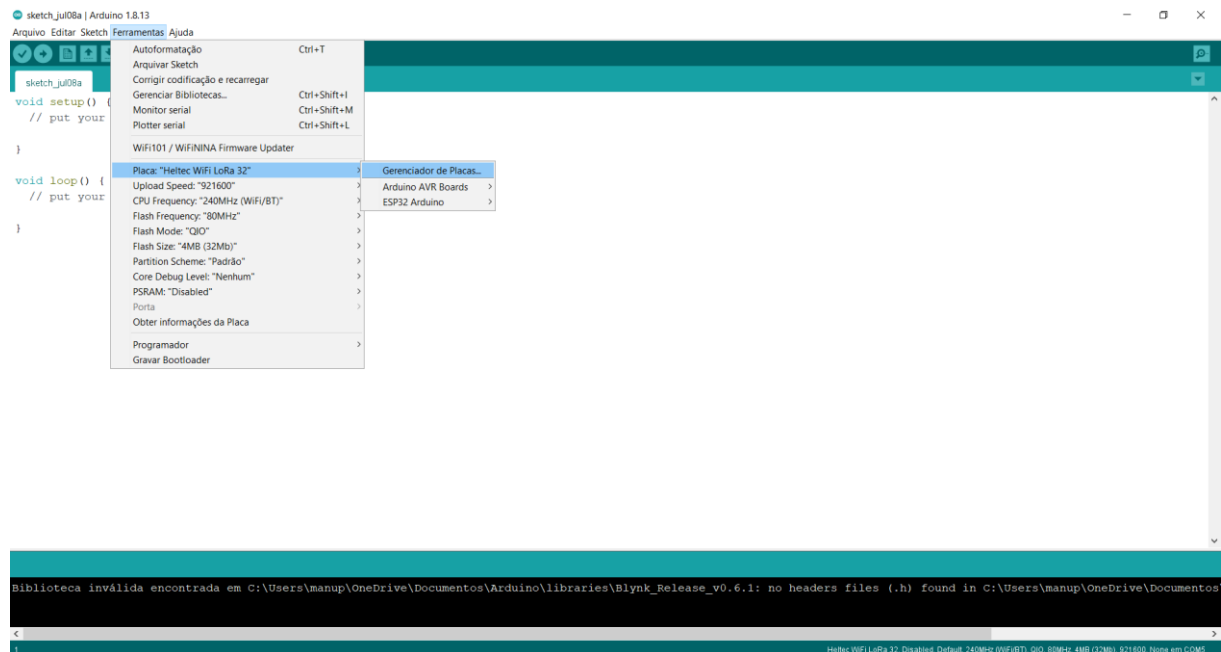 sketch_jul08a | Arduino 1.8.13
Arquivo Editar Sketch Ferramentas Ajuda
sketch_jul08a
void setup() {
// put your
}
void loop() {
// put your
}
Autoformatação Ctrl+T
Arquivar Sketch
Corrigir codificação e recarregar
Gerenciar Bibliotecas... Ctrl+Shift+I
Monitor serial Ctrl+Shift+M
Plotter serial Ctrl+Shift+L
WiFi101 / WiFiNINA Firmware Updater
Placa: "Heltec WiFi LoRa 32"
Upload Speed: "921600"
CPU Frequency: "240MHz (WiFi/BT)"
Flash Frequency: "80MHz"
Flash Mode: "QIO"
Flash Size: "4MB (32Mb)"
Partition Scheme: "Padrão"
Core Debug Level: "Nenhum"
PSRAM: "Disabled"
Porta
Obter informações da Placa
Programador
Gravar Bootloader
Gerenciador de Placas...
Arduino AVR Boards
ESP32 Arduino
Biblioteca inválida encontrada em C:\Users\manup\OneDrive\Documentos\Arduino\libraries\Blynk_Release_v0.6.1: no headers files (.h) found in C:\Users\manup\OneDrive\Documentos
1
Heltec WiFi LoRa 32, Disabled, Default, 240MHz (WiFi/BT), QIO, 80MHz, 4MB (32Mb), 921600, None em COM5